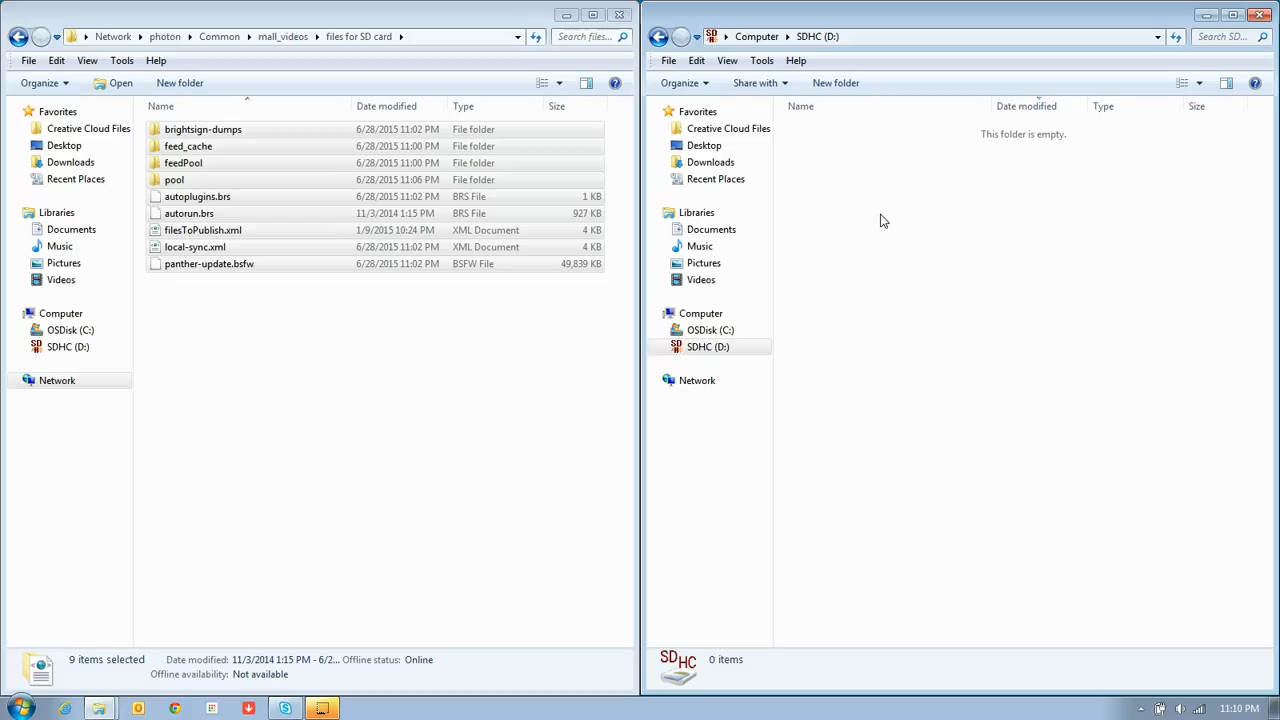 Network photon Common mall_videos files for SD card Search files...
File Edit View Tools Help
Organize Open New folder
Favorites
Creative Cloud Files
Desktop
Downloads
Recent Places
Libraries
Documents
Music
Pictures
Videos
Computer
OSDisk (C:)
SDHC (D:)
Network
Name Date modified Type Size
brightsign-dumps 6/28/2015 11:02 PM File folder
feed_cache 6/28/2015 11:00 PM File folder
feedPool 6/28/2015 11:00 PM File folder
pool 6/28/2015 11:06 PM File folder
autoplugins.brs 6/28/2015 11:02 PM BRS File 1 KB
autorun.brs 11/3/2014 1:15 PM BRS File 927 KB
filesToPublish.xml 1/9/2015 10:24 PM XML Document 4 KB
local-sync.xml 6/28/2015 11:02 PM XML Document 4 KB
panther-update.bsfw 6/28/2015 11:02 PM BSFW File 49,839 KB
9 items selected Date modified: 11/3/2014 1:15 PM - 6/2... Offline status: Online
Offline availability: Not available
SD Computer SDHC (D:) Search SD...
File Edit View Tools Help
Organize Share with New folder
Favorites
Creative Cloud Files
Desktop
Downloads
Recent Places
Libraries
Documents
Music
Pictures
Videos
Computer
OSDisk (C:)
SDHC (D:)
Network
Name Date modified Type Size
This folder is empty.
SDHC 0 items
11:10 PM